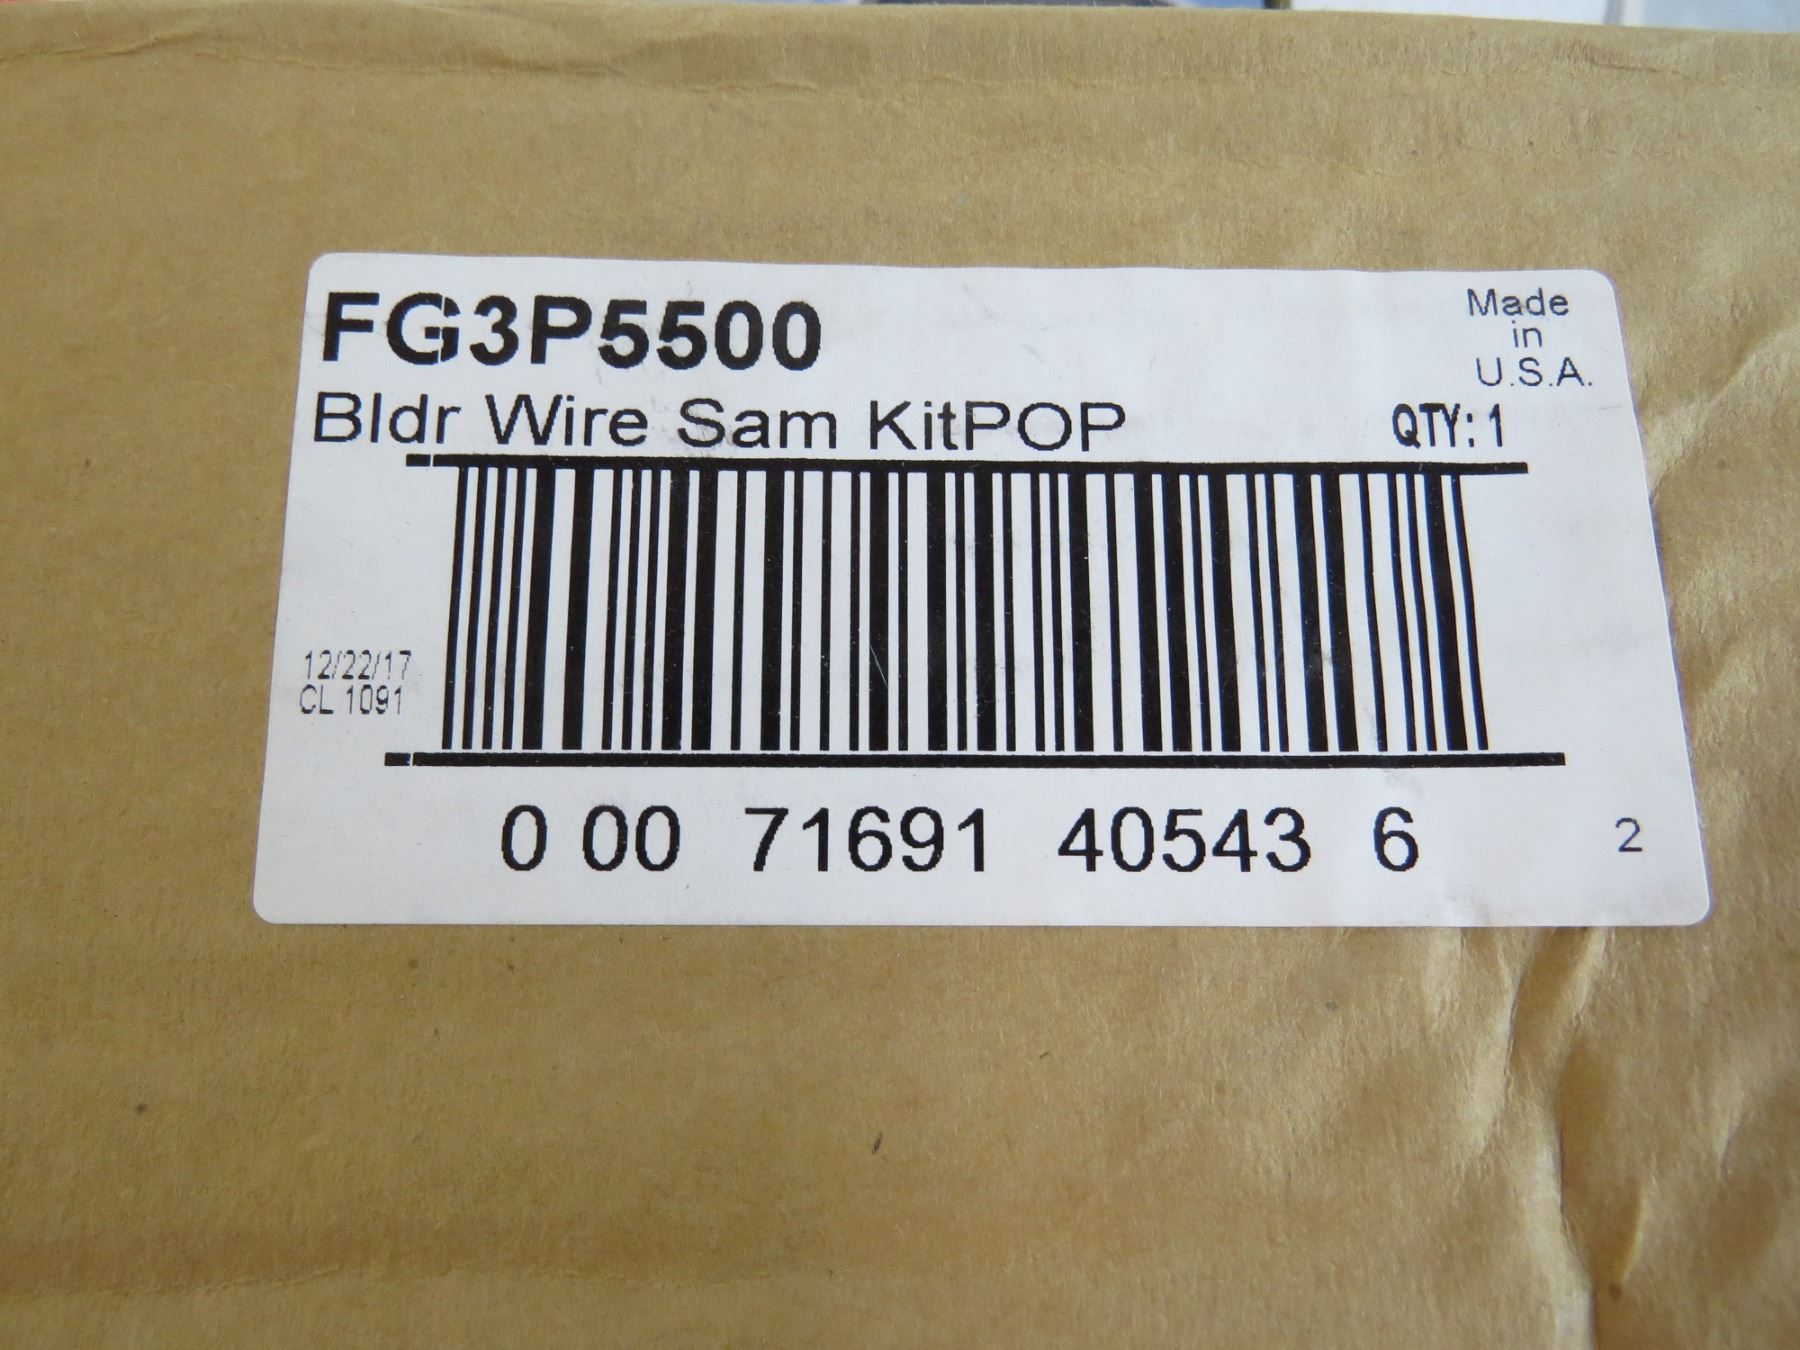 FG3P5500
Made
in
U.S.A.
Bldr Wire Sam KitPOP
QTY: 1
12/22/17
CL 1091
0 00 71691 40543 6
2